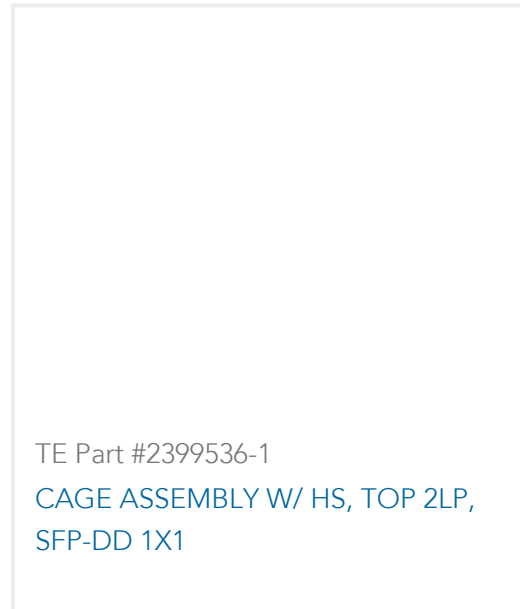 TE Part #2399536-1
CAGE ASSEMBLY W/ HS, TOP 2LP,
SFP-DD 1X1